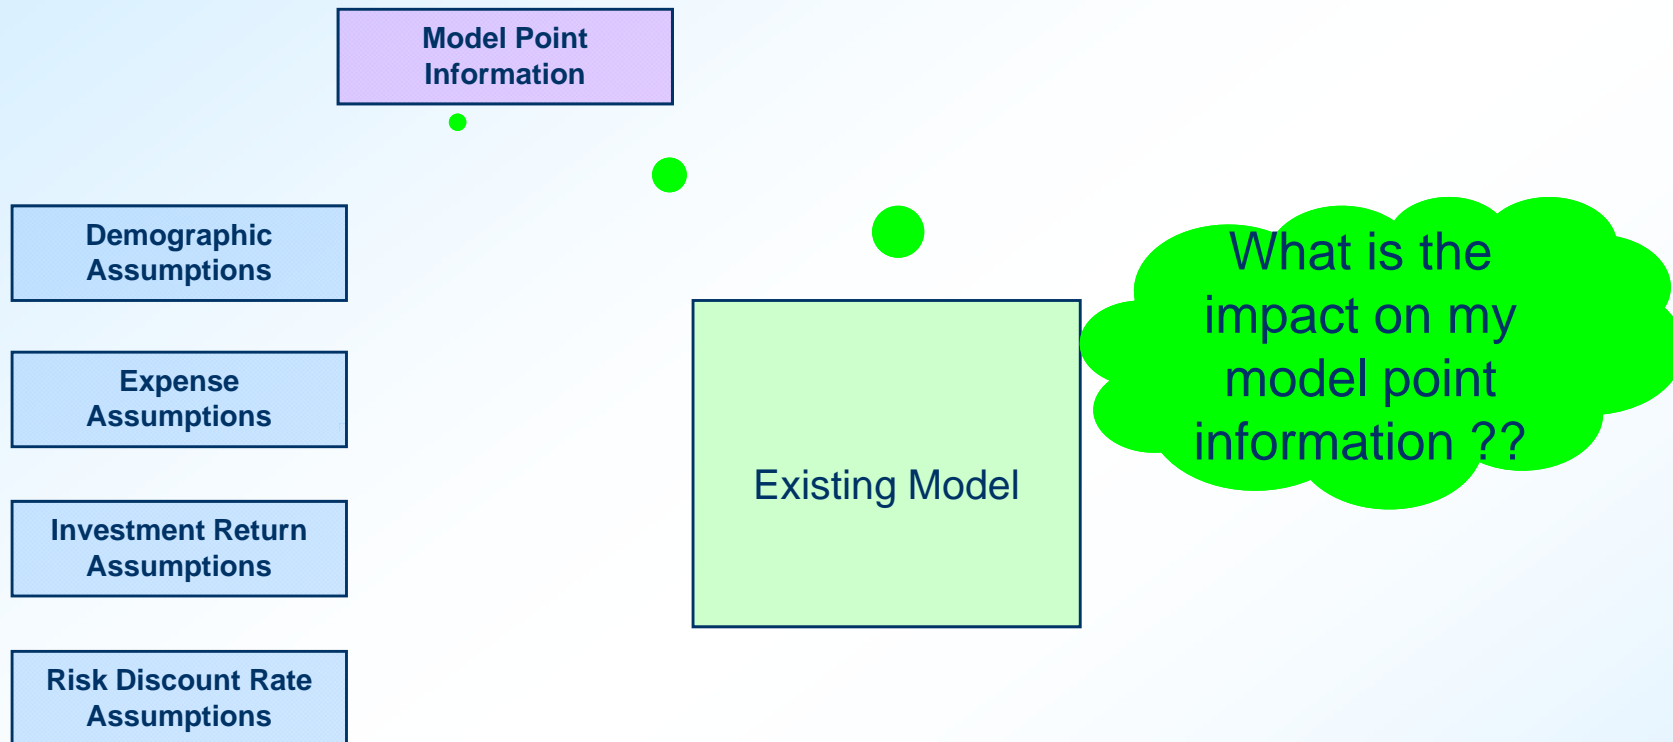 Model Point
Information
Demographic
Assumptions
Expense
Assumptions
Investment Return
Assumptions
Risk Discount Rate
Assumptions
Existing Model
What is the
impact on my
model point
information ??